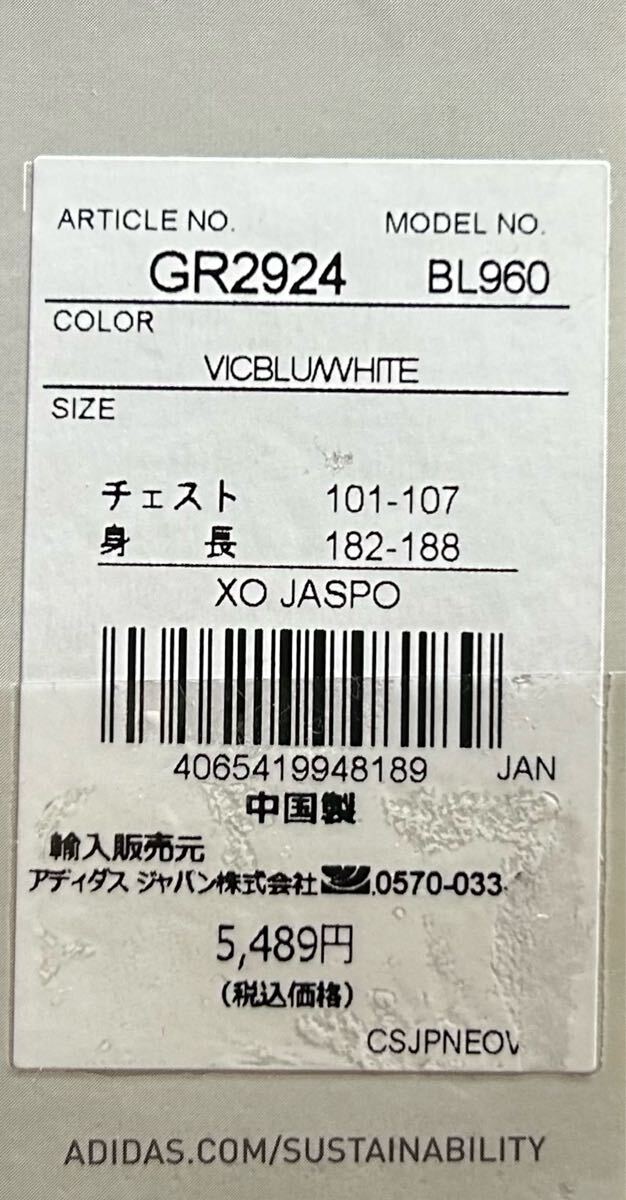 ARTICLE NO. MODEL NO.
GR2924 BL960
COLOR
VICBLU/WHITE
SIZE
チェスト 101-107
身 長 182-188
XO JASPO
4065419948189 JAN
中国製
輸入販売元
アディダス ジャパン株式会社 0570-033-
5,489円
(税込価格)
CSJPNEOV
ADIDAS.COM/SUSTAINABILITY